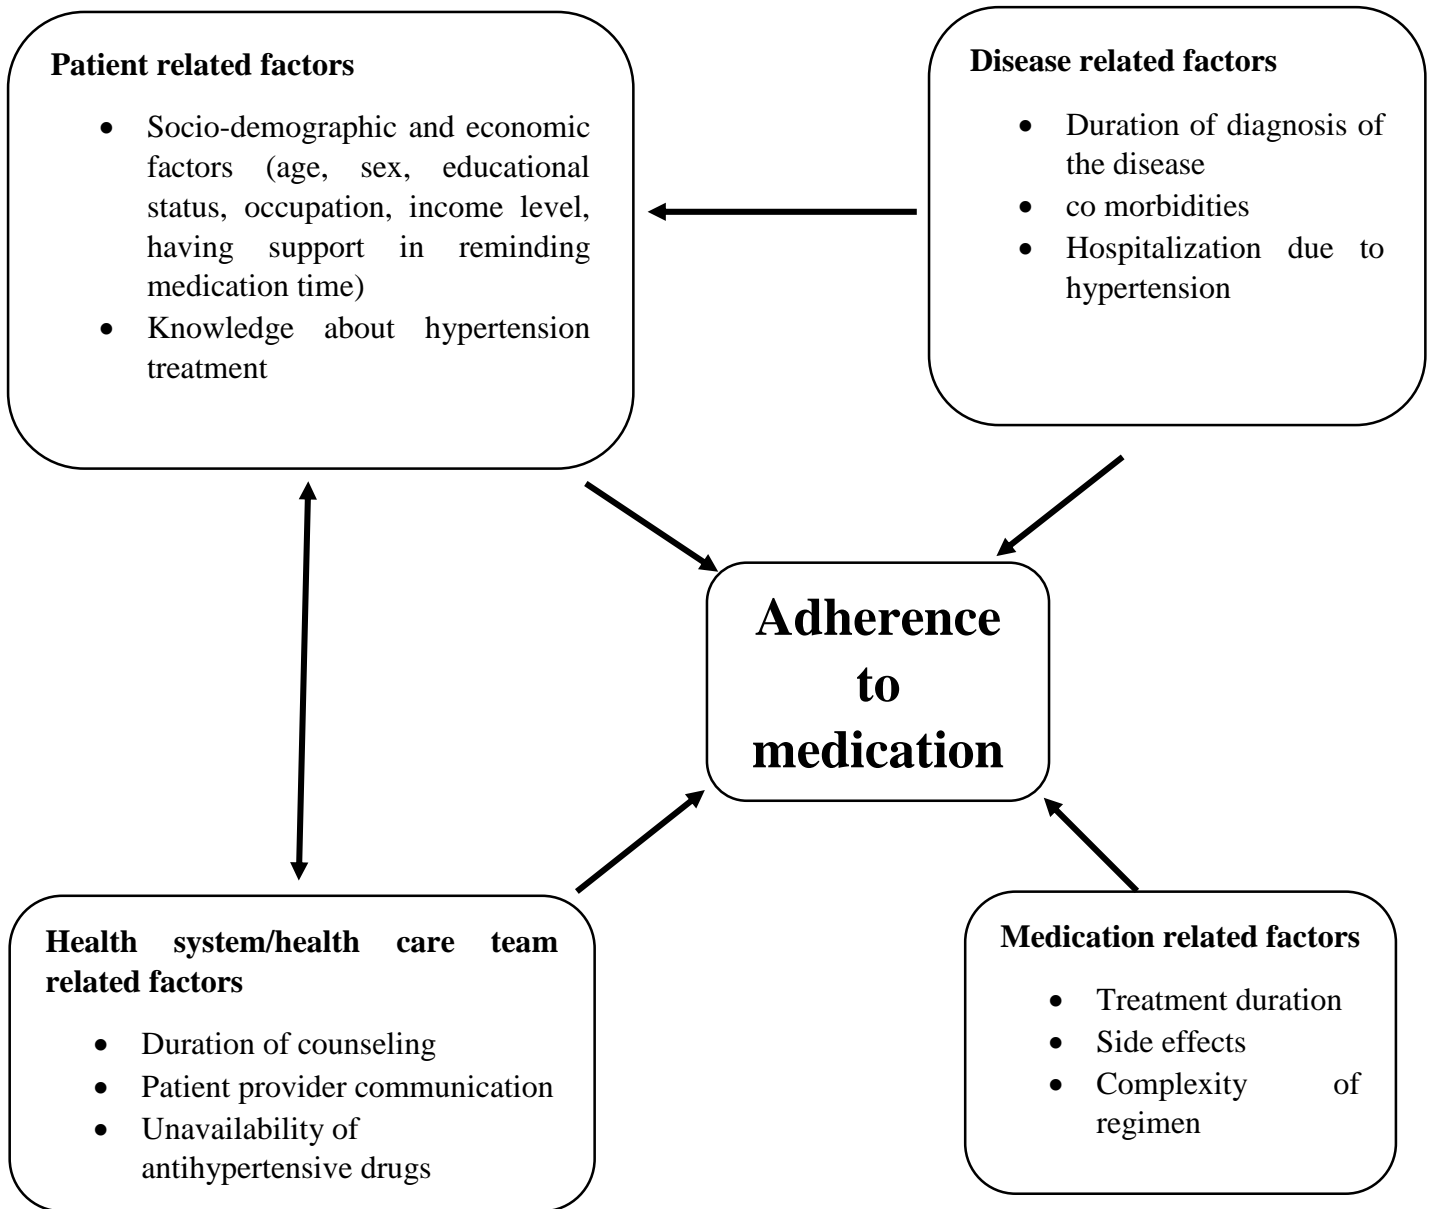 Patient related factors
• Socio-demographic and economic
factors (age, sex, educational
status, occupation, income level,
having support in reminding
medication time)
• Knowledge about hypertension
treatment
Disease related factors
• Duration of diagnosis of
the disease
• co morbidities
• Hospitalization due to
hypertension
Adherence
to
medication
Health system/health care team
related factors
• Duration of counseling
• Patient provider communication
• Unavailability of
antihypertensive drugs
Medication related factors
• Treatment duration
• Side effects
• Complexity of
regimen